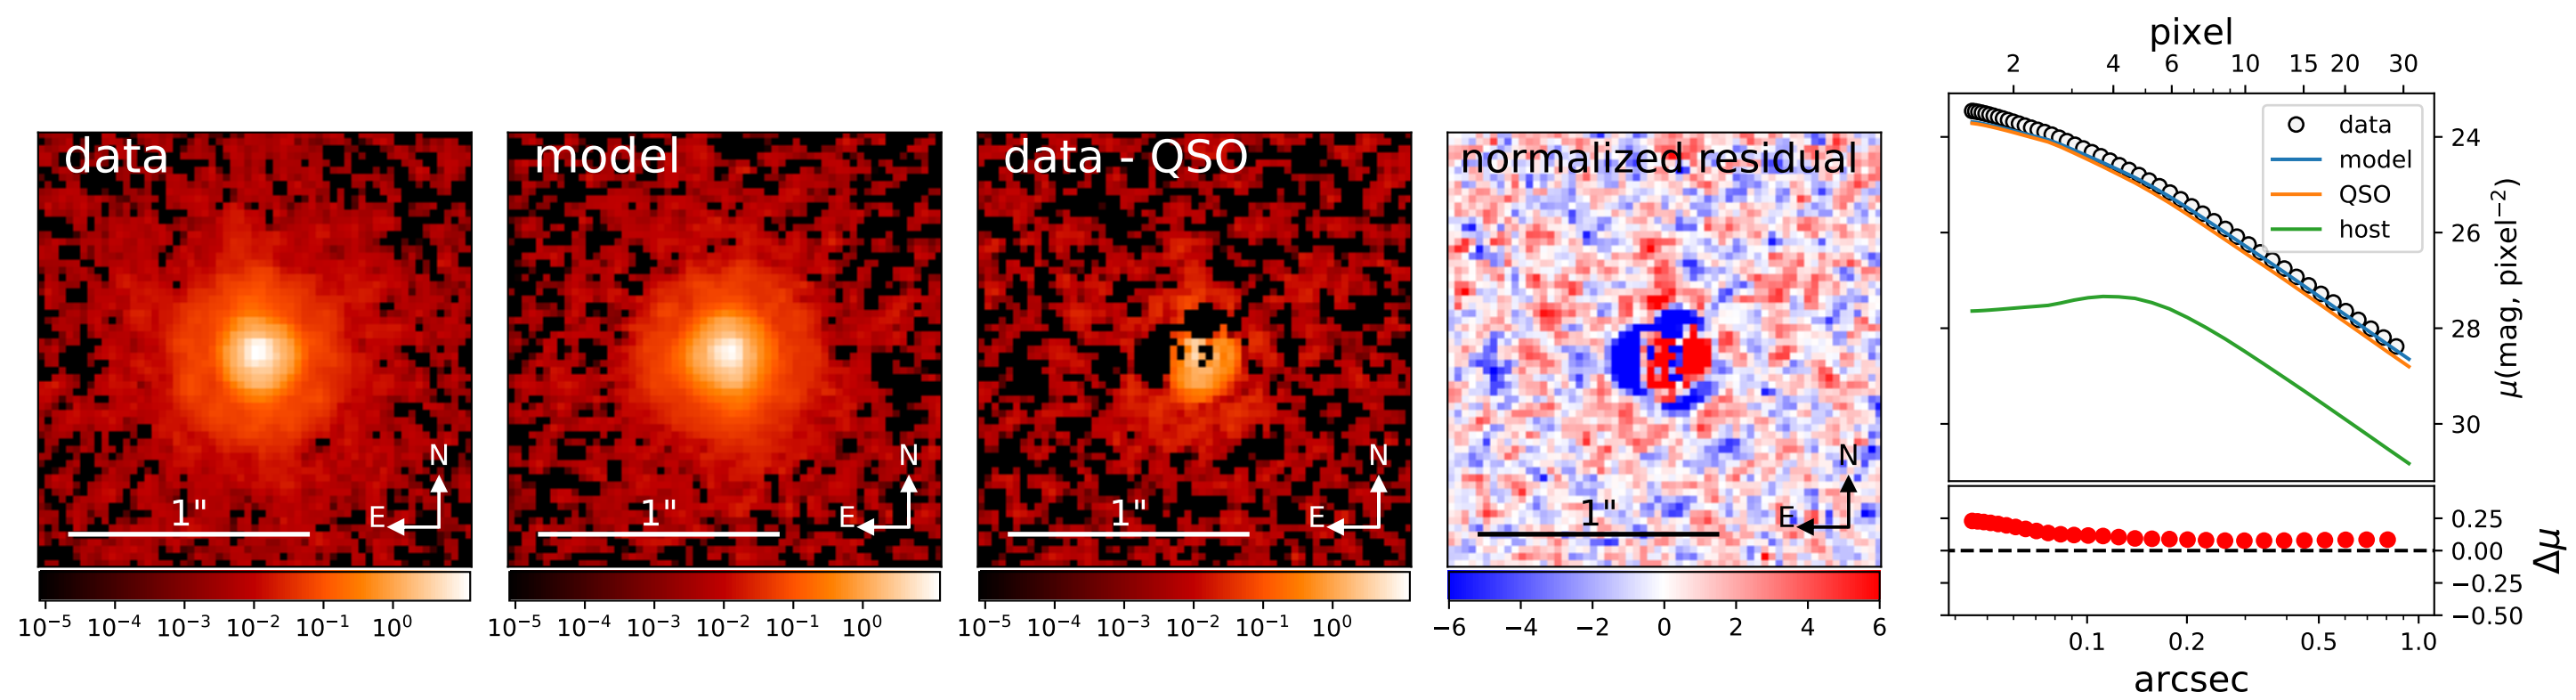 data
N
E
1"
10⁻⁵ 10⁻⁴ 10⁻³ 10⁻² 10⁻¹ 10⁰
model
N
E
1"
10⁻⁵ 10⁻⁴ 10⁻³ 10⁻² 10⁻¹ 10⁰
data - QSO
N
E
1"
10⁻⁵ 10⁻⁴ 10⁻³ 10⁻² 10⁻¹ 10⁰
normalized residual
N
E
1"
−6 −4 −2 0 2 4 6
pixel
2 4 6 10 15 20 30
data
model
QSO
host
24
26
28
30
μ(mag, pixel⁻²)
0.25
0.00
−0.25
−0.50
Δμ
0.1 0.2 0.5 1.0
arcsec